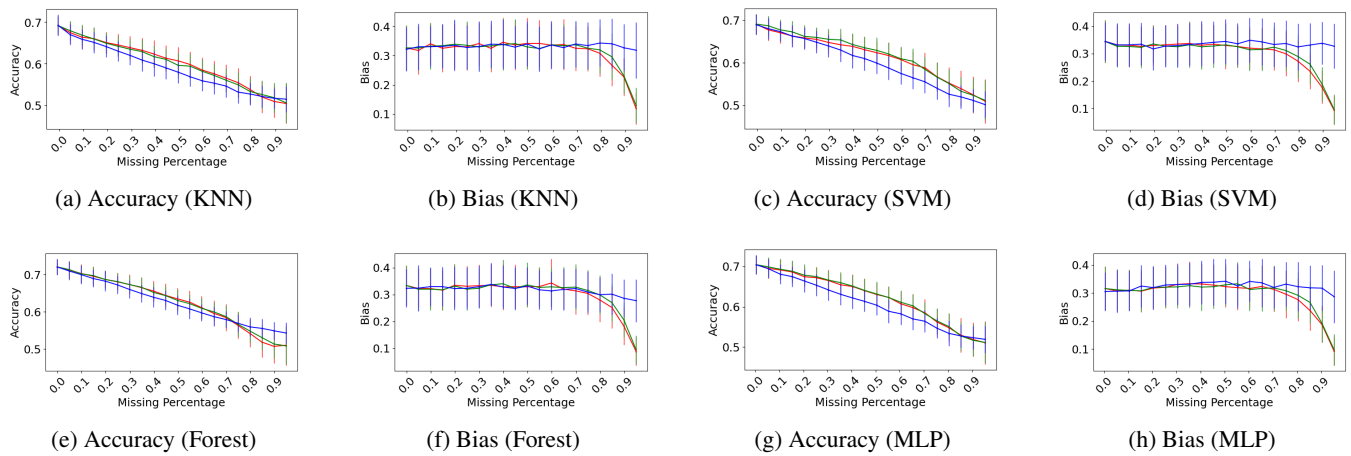 0.7
0.6
0.5
Accuracy
0.0 0.1 0.2 0.3 0.4 0.5 0.6 0.7 0.8 0.9
Missing Percentage
(a) Accuracy (KNN)
0.4
0.3
0.2
0.1
Bias
0.0 0.1 0.2 0.3 0.4 0.5 0.6 0.7 0.8 0.9
Missing Percentage
(b) Bias (KNN)
0.7
0.6
0.5
Accuracy
0.0 0.1 0.2 0.3 0.4 0.5 0.6 0.7 0.8 0.9
Missing Percentage
(c) Accuracy (SVM)
0.4
0.3
0.2
0.1
Bias
0.0 0.1 0.2 0.3 0.4 0.5 0.6 0.7 0.8 0.9
Missing Percentage
(d) Bias (SVM)
0.7
0.6
0.5
Accuracy
0.0 0.1 0.2 0.3 0.4 0.5 0.6 0.7 0.8 0.9
Missing Percentage
(e) Accuracy (Forest)
0.4
0.3
0.2
0.1
Bias
0.0 0.1 0.2 0.3 0.4 0.5 0.6 0.7 0.8 0.9
Missing Percentage
(f) Bias (Forest)
0.7
0.6
0.5
Accuracy
0.0 0.1 0.2 0.3 0.4 0.5 0.6 0.7 0.8 0.9
Missing Percentage
(g) Accuracy (MLP)
0.4
0.3
0.2
0.1
Bias
0.0 0.1 0.2 0.3 0.4 0.5 0.6 0.7 0.8 0.9
Missing Percentage
(h) Bias (MLP)